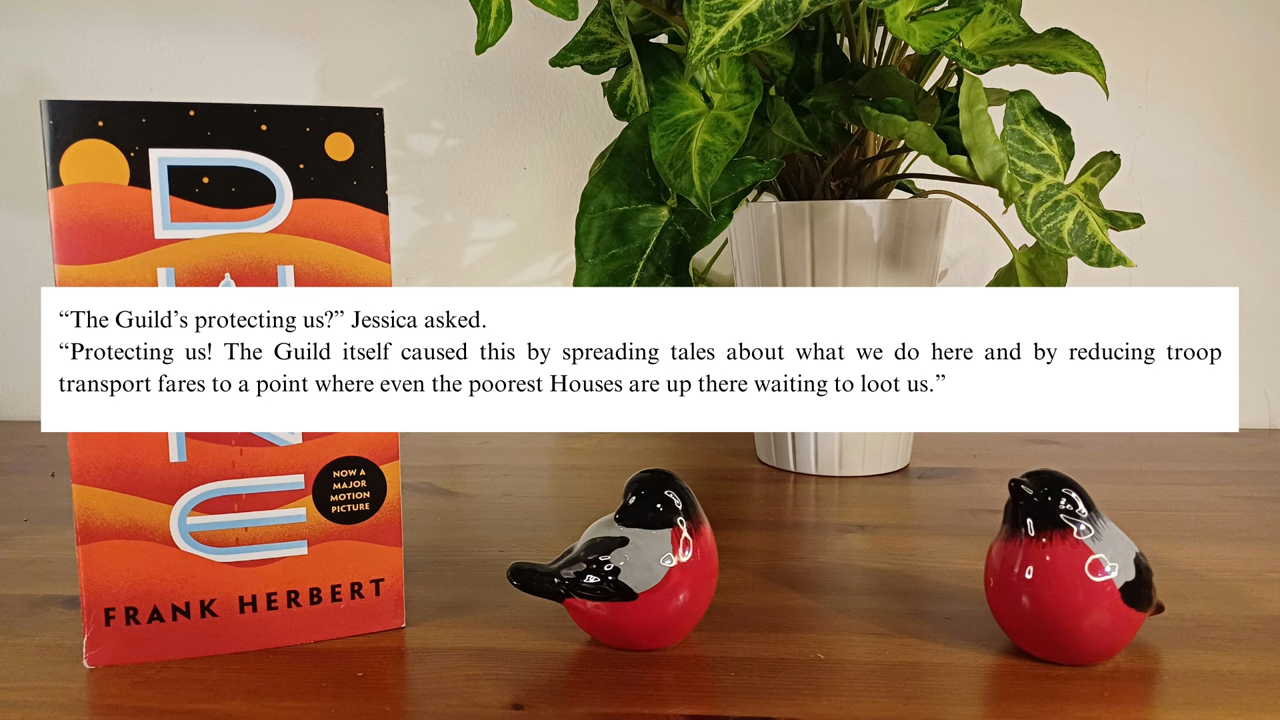 DUNE
“The Guild’s protecting us?” Jessica asked.
“Protecting us! The Guild itself caused this by spreading tales about what we do here and by reducing troop
transport fares to a point where even the poorest Houses are up there waiting to loot us.”
NOW A
MAJOR
MOTION
PICTURE
FRANK HERBERT